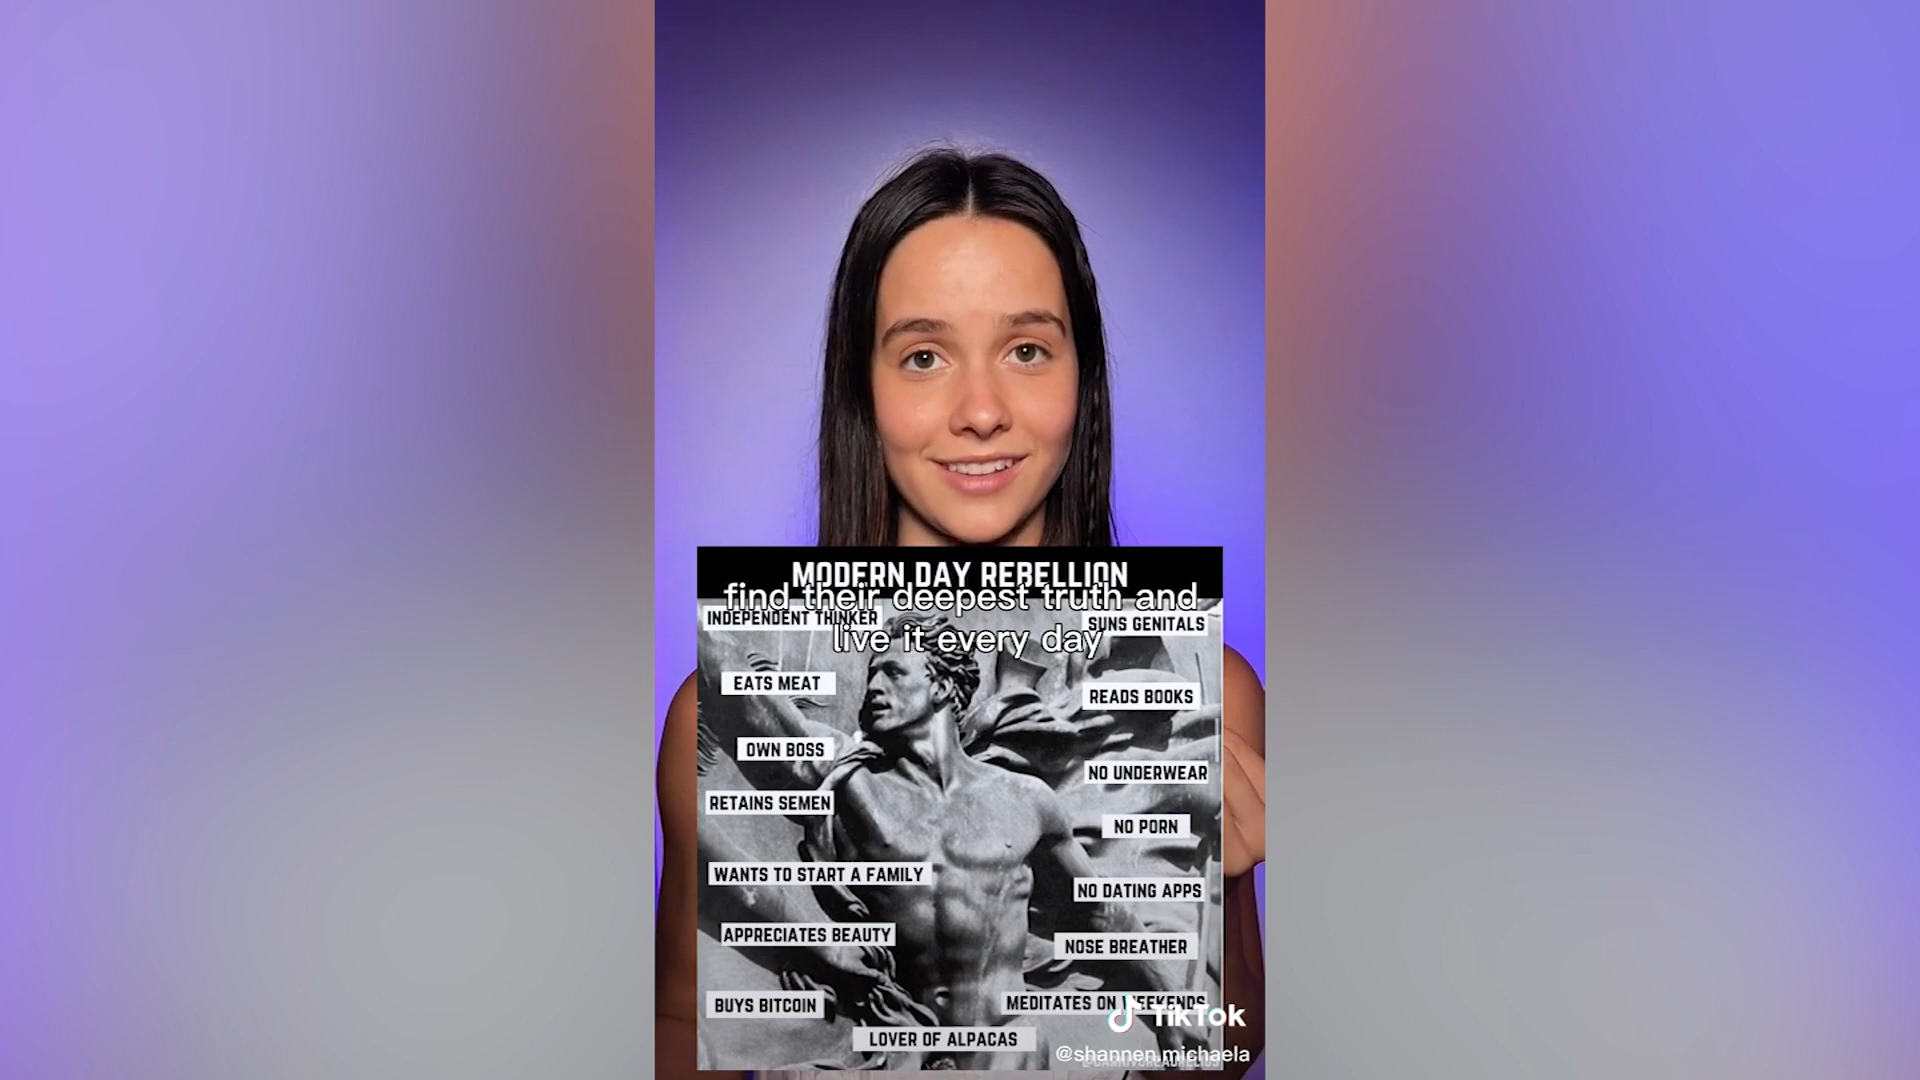 MODERN DAY REBELLION
find their deepest truth and
live it every day
INDEPENDENT THINKER
SUNS GENITALS
EATS MEAT
READS BOOKS
OWN BOSS
NO UNDERWEAR
RETAINS SEMEN
NO PORN
WANTS TO START A FAMILY
NO DATING APPS
APPRECIATES BEAUTY
NOSE BREATHER
BUYS BITCOIN
MEDITATES ON WEEKENDS
LOVER OF ALPACAS
TikTok
@shannen.michaela
@CARNIVOREAURELIUS